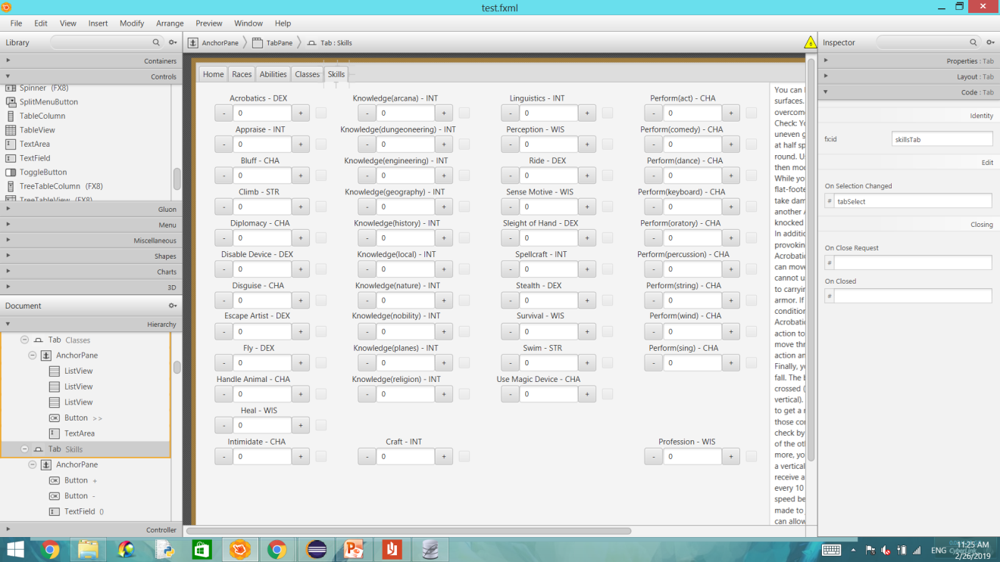 test.fxml
File Edit View Insert Modify Arrange Preview Window Help
Library
AnchorPane TabPane Tab : Skills
6
Inspector
Containers
Controls
Spinner (FX8)
SplitMenuButton
TableColumn
TableView
TextArea
TextField
ToggleButton
TreeTableColumn (FX8)
TreeTableView (FX8)
Gluon
Menu
Miscellaneous
Shapes
Charts
3D
Document
Hierarchy
Tab Classes
AnchorPane
ListView
ListView
ListView
OK Button >>
TextArea
Tab Skills
AnchorPane
OK Button +
OK Button -
TextField 0
Controller
Home Races Abilities Classes Skills
Acrobatics - DEX Knowledge(arcana) - INT Linguistics - INT Perform(act) - CHA
- 0 + - 0 + - 0 + - 0 +
Appraise - INT Knowledge(dungeoneering) - INT Perception - WIS Perform(comedy) - CHA
- 0 + - 0 + - 0 + - 0 +
Bluff - CHA Knowledge(engineering) - INT Ride - DEX Perform(dance) - CHA
- 0 + - 0 + - 0 + - 0 +
Climb - STR Knowledge(geography) - INT Sense Motive - WIS Perform(keyboard) - CHA
- 0 + - 0 + - 0 + - 0 +
Diplomacy - CHA Knowledge(history) - INT Sleight of Hand - DEX Perform(oratory) - CHA
- 0 + - 0 + - 0 + - 0 +
Disable Device - DEX Knowledge(local) - INT Spellcraft - INT Perform(percussion) - CHA
- 0 + - 0 + - 0 + - 0 +
Disguise - CHA Knowledge(nature) - INT Stealth - DEX Perform(string) - CHA
- 0 + - 0 + - 0 + - 0 +
Escape Artist - DEX Knowledge(nobility) - INT Survival - WIS Perform(wind) - CHA
- 0 + - 0 + - 0 + - 0 +
Fly - DEX Knowledge(planes) - INT Swim - STR Perform(sing) - CHA
- 0 + - 0 + - 0 + - 0 +
Handle Animal - CHA Knowledge(religion) - INT Use Magic Device - CHA
- 0 + - 0 + - 0 +
Heal - WIS
- 0 +
Intimidate - CHA Craft - INT Profession - WIS
- 0 + - 0 + - 0 +
You can
surfaces.
overcom
Check: Yo
uneven g
at half sp
round. U
then mod
While yo
flat-foote
take dam
another A
knocked
In additio
provokin
Acrobatic
can move
cannot u
to carryin
armor. If
condition
Acrobatic
action to
move thr
action an
Finally, yo
fall. The b
crossed (
vertical).
to get a r
those con
check by
of the oth
more, yo
a vertical
receive a
every 10
speed be
made to
can allow
Properties : Tab
Layout : Tab
Code : Tab
Identity
fx:id skillsTab
Edit
On Selection Changed
# tabSelect
Closing
On Close Request
#
On Closed
#
ENG
11:25 AM
2/26/2019